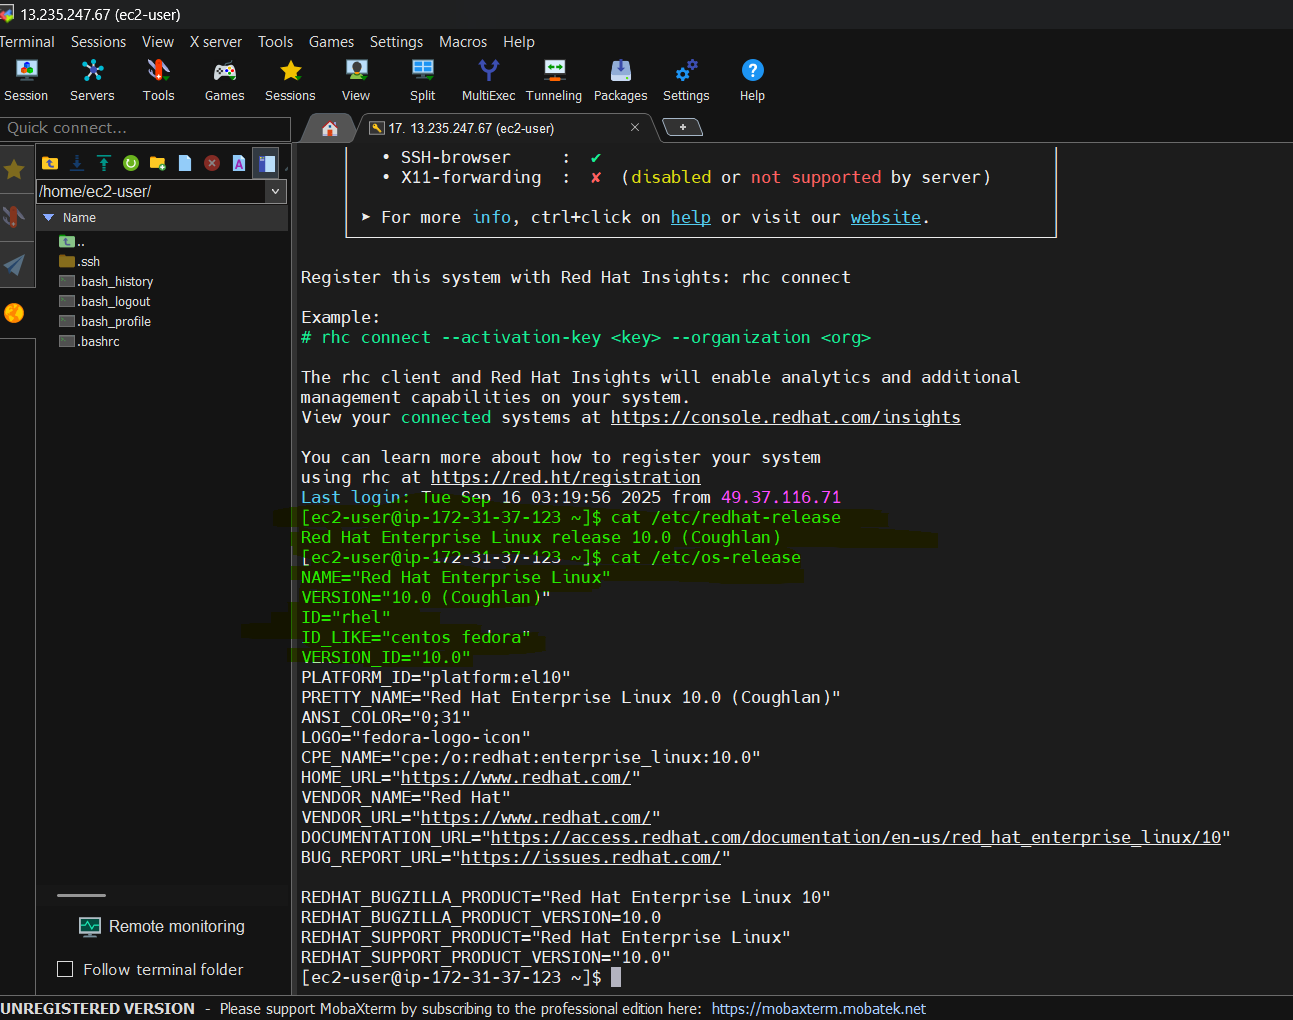 13.235.247.67 (ec2-user)
Terminal Sessions View X server Tools Games Settings Macros Help
Session Servers Tools Games Sessions View Split MultiExec Tunneling Packages Settings Help
Quick connect...
17. 13.235.247.67 (ec2-user)
/home/ec2-user/
Name
..
.ssh
.bash_history
.bash_logout
.bash_profile
.bashrc
Remote monitoring
Follow terminal folder
• SSH-browser : ✔
• X11-forwarding : ✘ (disabled or not supported by server)
➤ For more info, ctrl+click on help or visit our website.
Register this system with Red Hat Insights: rhc connect
Example:
# rhc connect --activation-key <key> --organization <org>
The rhc client and Red Hat Insights will enable analytics and additional
management capabilities on your system.
View your connected systems at https://console.redhat.com/insights
You can learn more about how to register your system
using rhc at https://red.ht/registration
Last login: Tue Sep 16 03:19:56 2025 from 49.37.116.71
[ec2-user@ip-172-31-37-123 ~]$ cat /etc/redhat-release
Red Hat Enterprise Linux release 10.0 (Coughlan)
[ec2-user@ip-172-31-37-123 ~]$ cat /etc/os-release
NAME="Red Hat Enterprise Linux"
VERSION="10.0 (Coughlan)"
ID="rhel"
ID_LIKE="centos fedora"
VERSION_ID="10.0"
PLATFORM_ID="platform:el10"
PRETTY_NAME="Red Hat Enterprise Linux 10.0 (Coughlan)"
ANSI_COLOR="0;31"
LOGO="fedora-logo-icon"
CPE_NAME="cpe:/o:redhat:enterprise_linux:10.0"
HOME_URL="https://www.redhat.com/"
VENDOR_NAME="Red Hat"
VENDOR_URL="https://www.redhat.com/"
DOCUMENTATION_URL="https://access.redhat.com/documentation/en-us/red_hat_enterprise_linux/10"
BUG_REPORT_URL="https://issues.redhat.com/"
REDHAT_BUGZILLA_PRODUCT="Red Hat Enterprise Linux 10"
REDHAT_BUGZILLA_PRODUCT_VERSION=10.0
REDHAT_SUPPORT_PRODUCT="Red Hat Enterprise Linux"
REDHAT_SUPPORT_PRODUCT_VERSION="10.0"
[ec2-user@ip-172-31-37-123 ~]$
UNREGISTERED VERSION - Please support MobaXterm by subscribing to the professional edition here: https://mobaxterm.mobatek.net